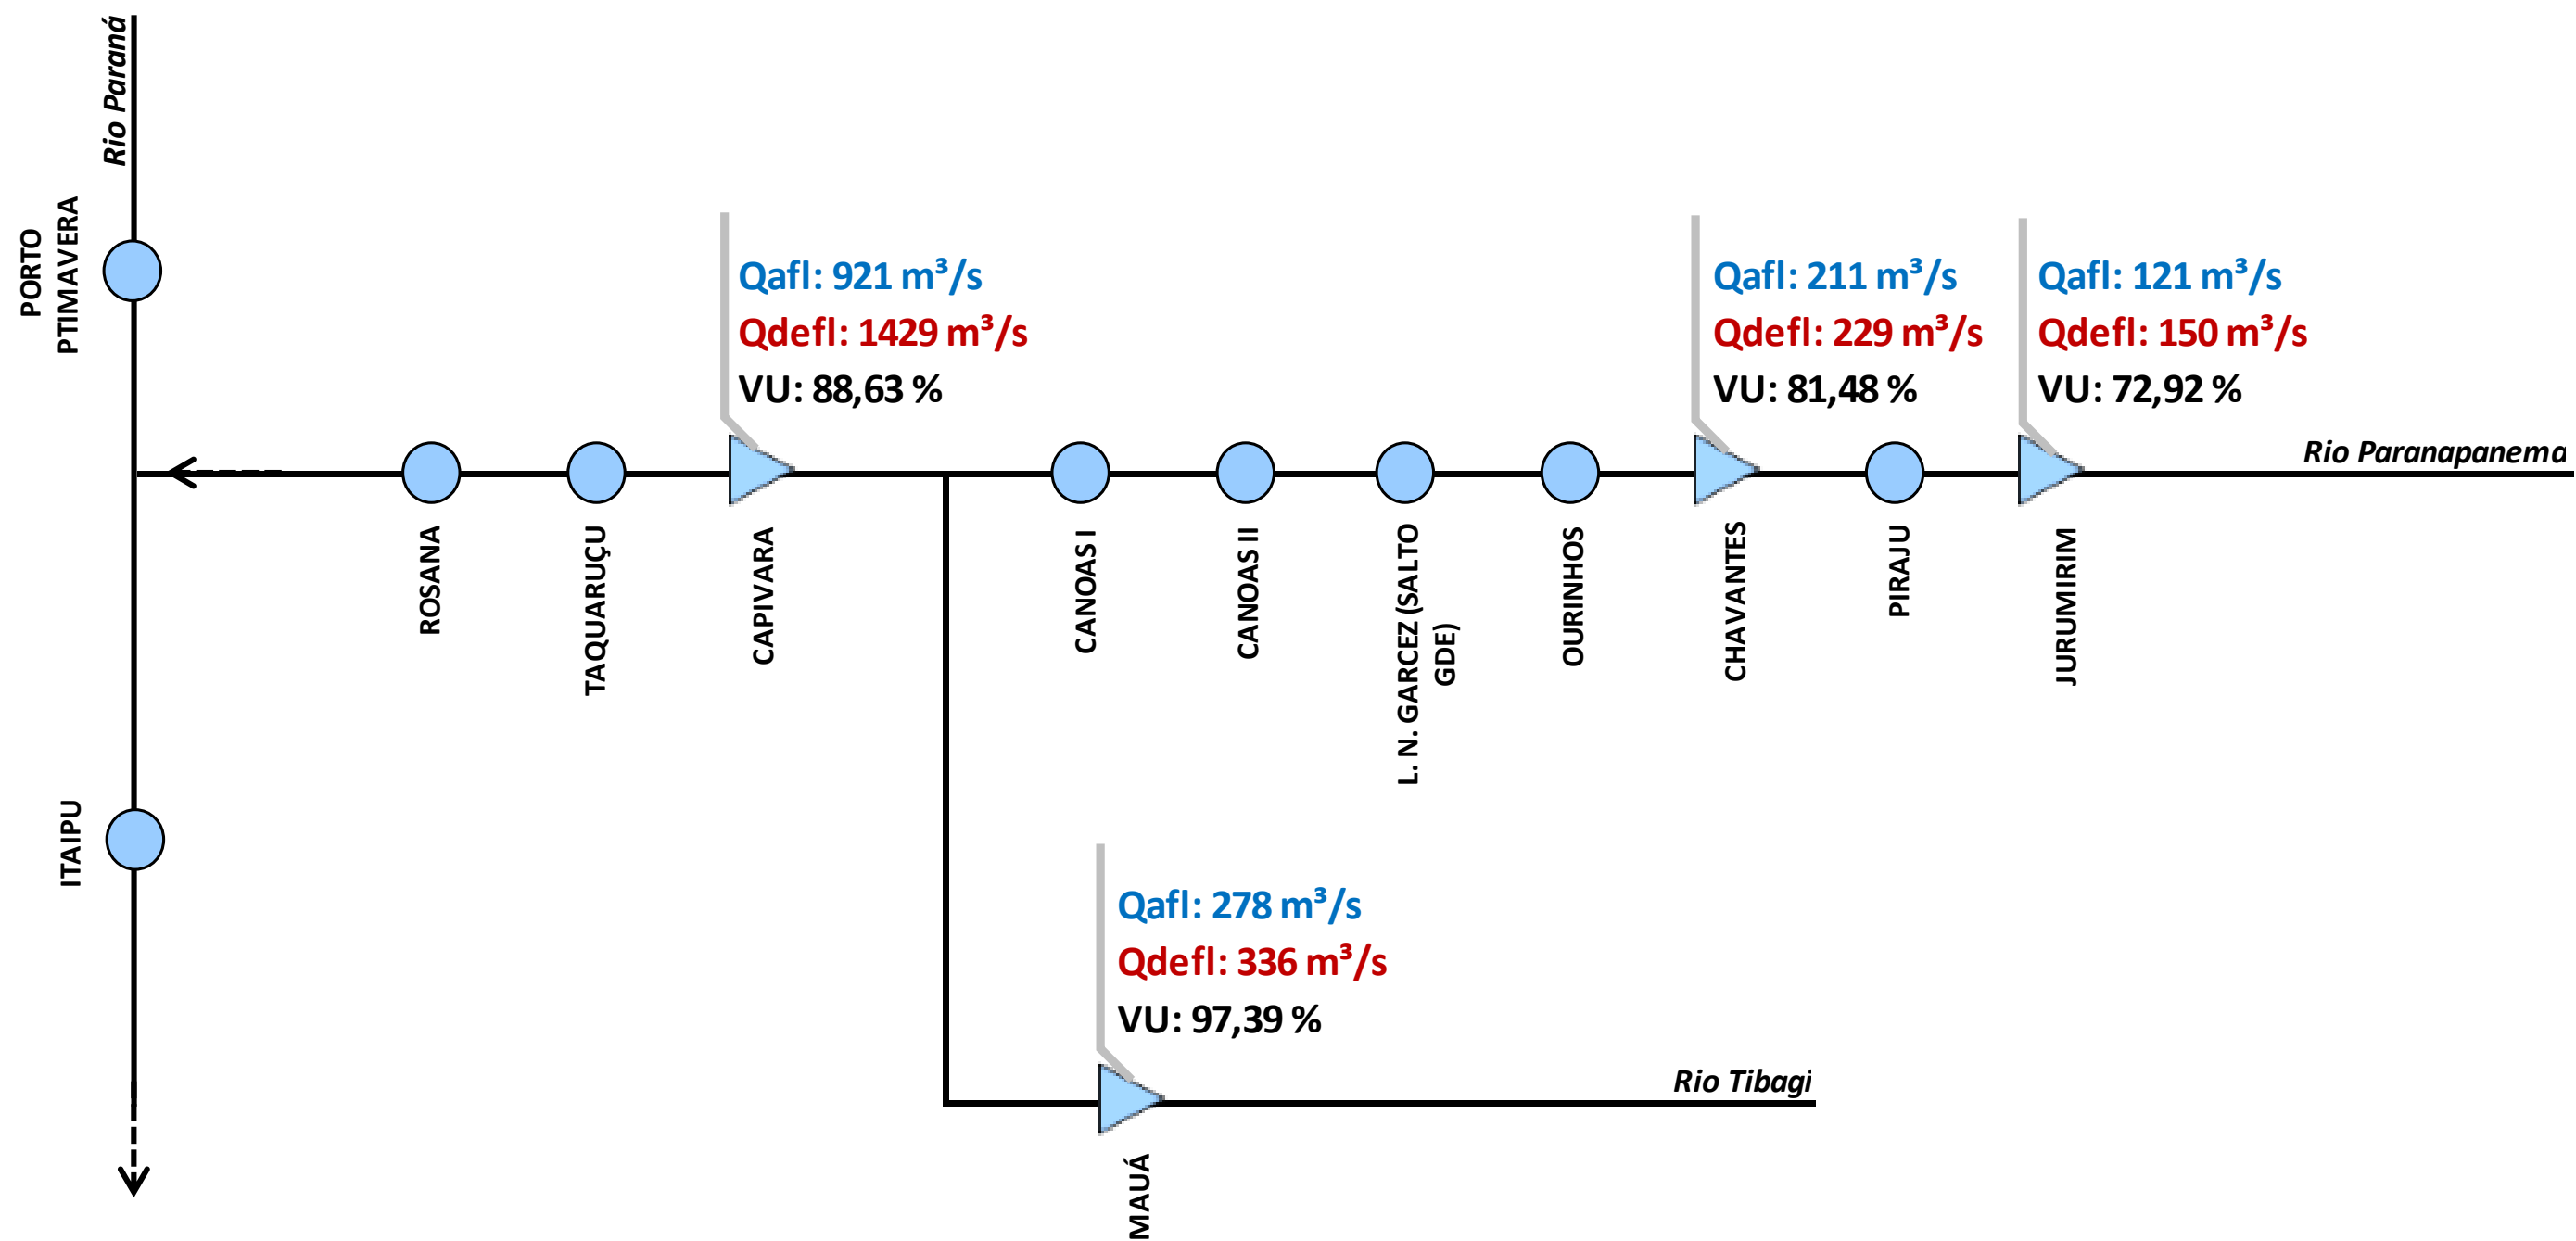 Rio Paraná
PORTO
PTIMAVERA
Qafl: 921 m³/s
Qdefl: 1429 m³/s
VU: 88,63 %
Qafl: 211 m³/s
Qdefl: 229 m³/s
VU: 81,48 %
Qafl: 121 m³/s
Qdefl: 150 m³/s
VU: 72,92 %
Rio Paranapanema
ROSANA
TAQUARUÇU
CAPIVARA
CANOAS I
CANOAS II
L. N. GARCEZ (SALTO
GDE)
OURINHOS
CHAVANTES
PIRAJU
JURUMIRIM
ITAIPU
Qafl: 278 m³/s
Qdefl: 336 m³/s
VU: 97,39 %
Rio Tibagi
MAUÁ